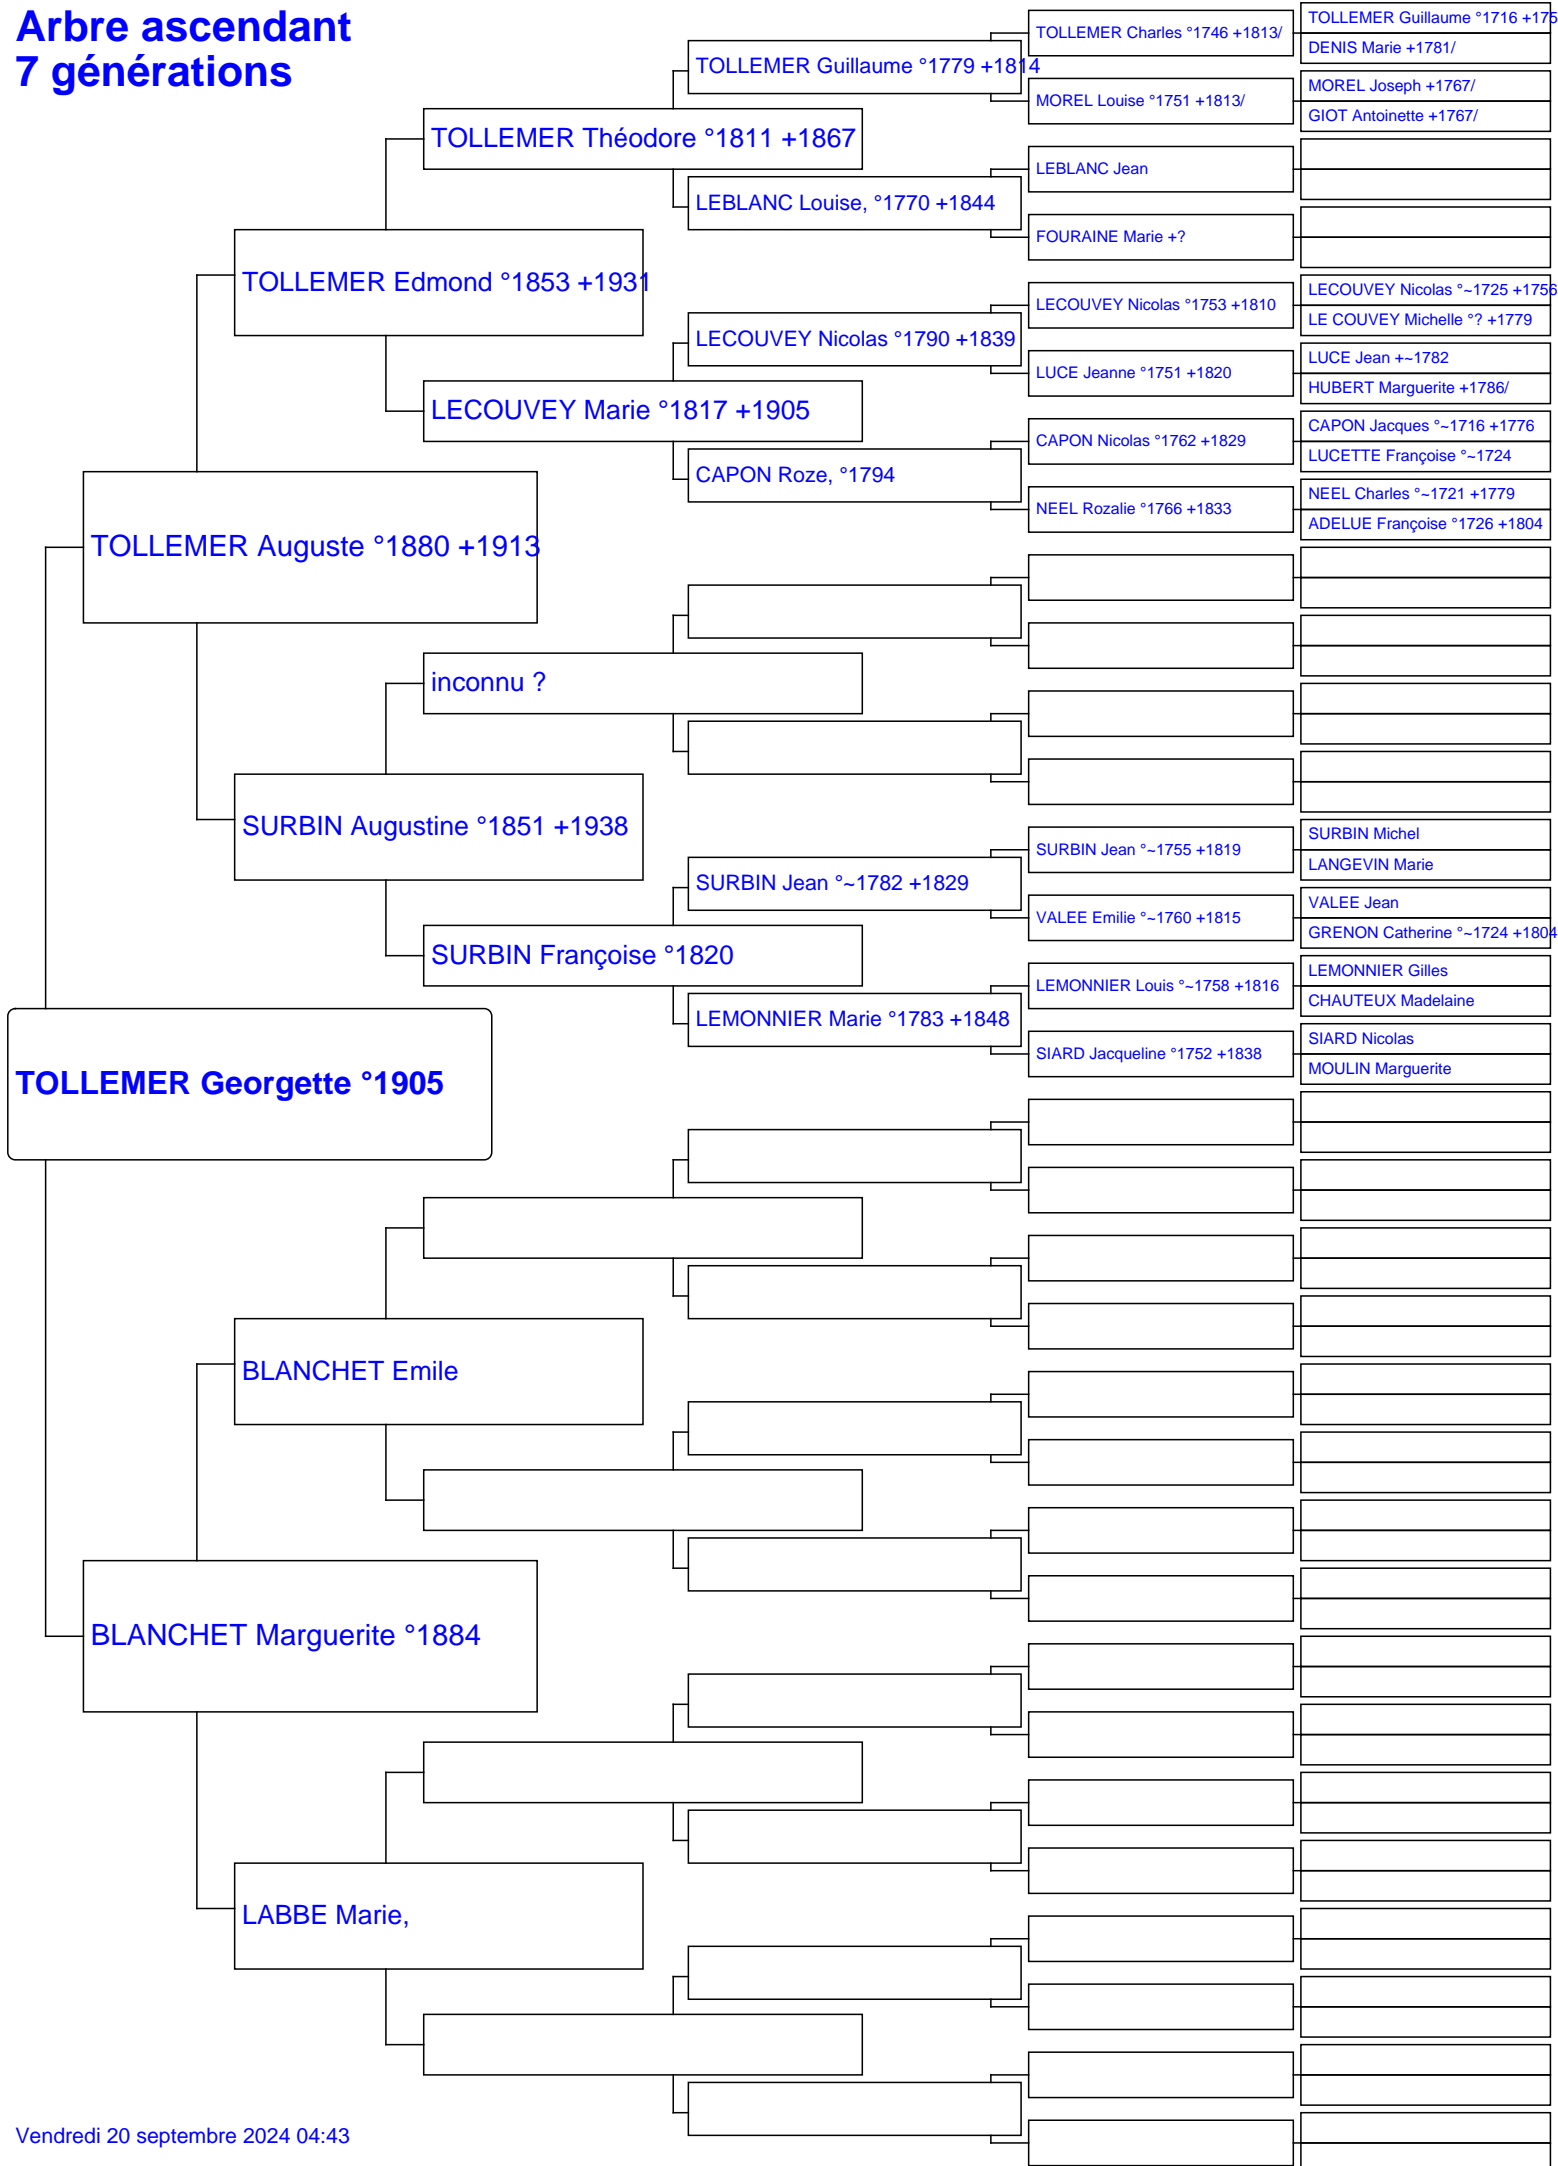 Arbre ascendant
7 générations
TOLLEMER Georgette °1905
TOLLEMER Auguste °1880 +1913
BLANCHET Marguerite °1884
TOLLEMER Edmond °1853 +1931
SURBIN Augustine °1851 +1938
BLANCHET Emile
LABBE Marie,
TOLLEMER Théodore °1811 +1867
LECOUVEY Marie °1817 +1905
inconnu ?
SURBIN Françoise °1820
TOLLEMER Guillaume °1779 +1814
LEBLANC Louise, °1770 +1844
LECOUVEY Nicolas °1790 +1839
CAPON Roze, °1794
SURBIN Jean °~1782 +1829
LEMONNIER Marie °1783 +1848
TOLLEMER Charles °1746 +1813/
MOREL Louise °1751 +1813/
LEBLANC Jean
FOURAINE Marie +?
LECOUVEY Nicolas °1753 +1810
LUCE Jeanne °1751 +1820
CAPON Nicolas °1762 +1829
NEEL Rozalie °1766 +1833
SURBIN Jean °~1755 +1819
VALEE Emilie °~1760 +1815
LEMONNIER Louis °~1758 +1816
SIARD Jacqueline °1752 +1838
TOLLEMER Guillaume °1716 +175
DENIS Marie +1781/
MOREL Joseph +1767/
GIOT Antoinette +1767/
LECOUVEY Nicolas °~1725 +1756
LE COUVEY Michelle °? +1779
LUCE Jean +~1782
HUBERT Marguerite +1786/
CAPON Jacques °~1716 +1776
LUCETTE Françoise °~1724
NEEL Charles °~1721 +1779
ADELUE Françoise °1726 +1804
SURBIN Michel
LANGEVIN Marie
VALEE Jean
GRENON Catherine °~1724 +1804
LEMONNIER Gilles
CHAUTEUX Madelaine
SIARD Nicolas
MOULIN Marguerite
Vendredi 20 septembre 2024 04:43